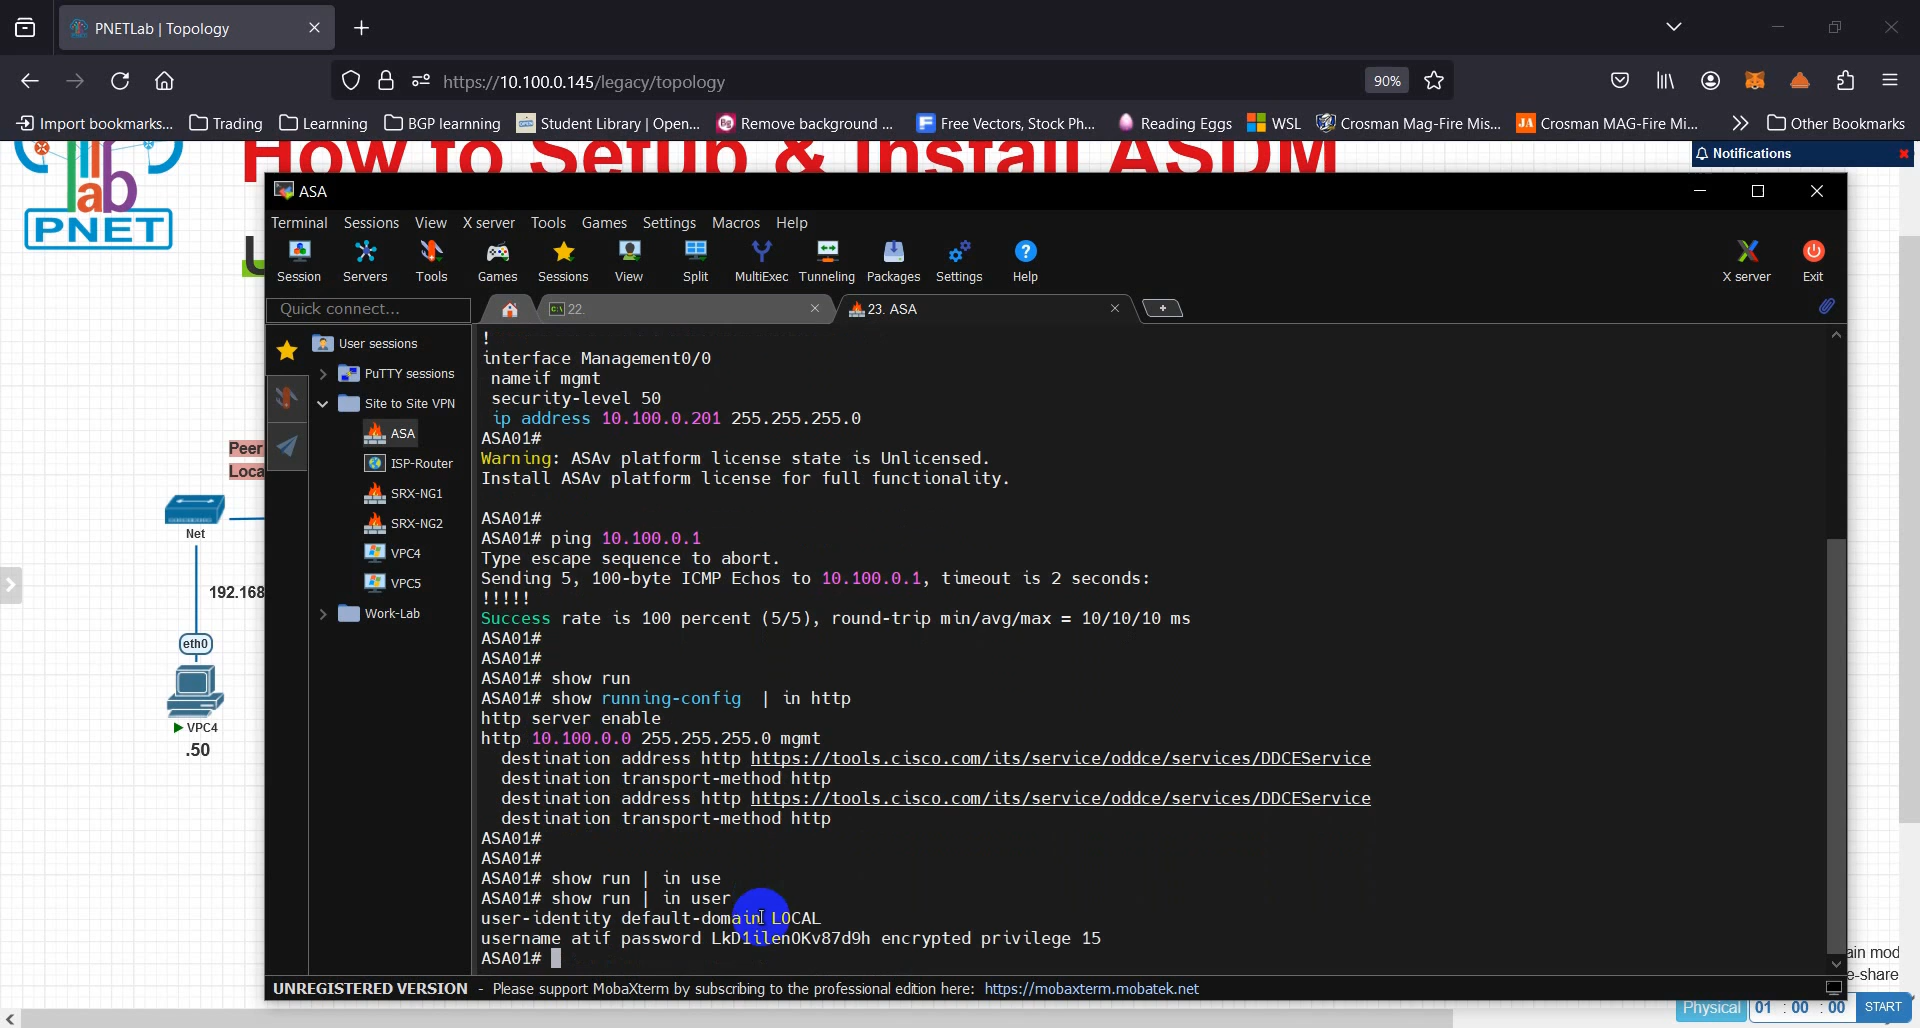 PNETLab | Topology
https://10.100.0.145/legacy/topology
90%
Import bookmarks...
Trading
Learnning
BGP learnning
Student Library | Open...
Remove background ...
Free Vectors, Stock Ph...
Reading Eggs
WSL
Crosman Mag-Fire Mis...
Crosman MAG-Fire Mi...
Other Bookmarks
How to Setup & Install ASDM
Notifications
lab
PNET
ASA
Terminal Sessions View X server Tools Games Settings Macros Help
Session Servers Tools Games Sessions View Split MultiExec Tunneling Packages Settings Help X server Exit
Quick connect...
22.
23. ASA
User sessions
PuTTY sessions
Site to Site VPN
ASA
ISP-Router
SRX-NG1
SRX-NG2
VPC4
VPC5
Work-Lab
Peer
Loca
Net
192.168
eth0
VPC4
.50
!
interface Management0/0
nameif mgmt
security-level 50
ip address 10.100.0.201 255.255.255.0
ASA01#
Warning: ASAv platform license state is Unlicensed.
Install ASAv platform license for full functionality.
ASA01#
ASA01# ping 10.100.0.1
Type escape sequence to abort.
Sending 5, 100-byte ICMP Echos to 10.100.0.1, timeout is 2 seconds:
!!!!!
Success rate is 100 percent (5/5), round-trip min/avg/max = 10/10/10 ms
ASA01#
ASA01#
ASA01# show run
ASA01# show running-config | in http
http server enable
http 10.100.0.0 255.255.255.0 mgmt
destination address http https://tools.cisco.com/its/service/oddce/services/DDCEService
destination transport-method http
destination address http https://tools.cisco.com/its/service/oddce/services/DDCEService
destination transport-method http
ASA01#
ASA01#
ASA01# show run | in use
ASA01# show run | in user
user-identity default-domain LOCAL
username atif password LkD1ilenOKv87d9h encrypted privilege 15
ASA01#
UNREGISTERED VERSION - Please support MobaXterm by subscribing to the professional edition here: https://mobaxterm.mobatek.net
ain mod
e-share
Physical 01 : 00 : 00 START